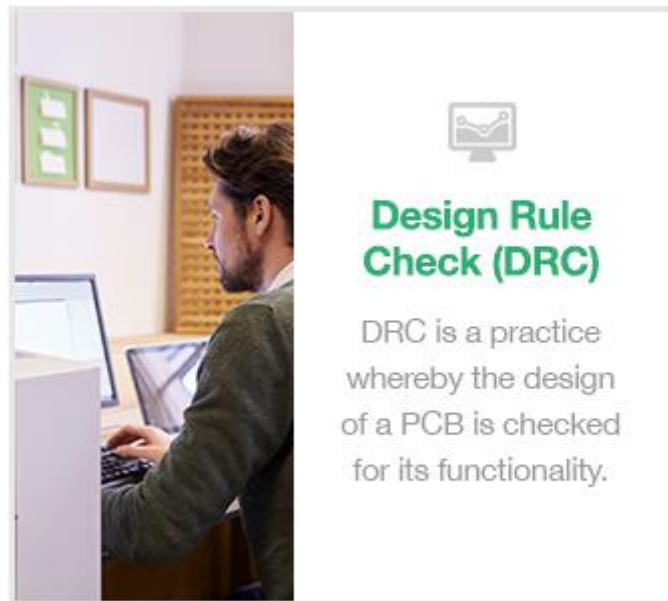 Design Rule
Check (DRC)
DRC is a practice
whereby the design
of a PCB is checked
for its functionality.